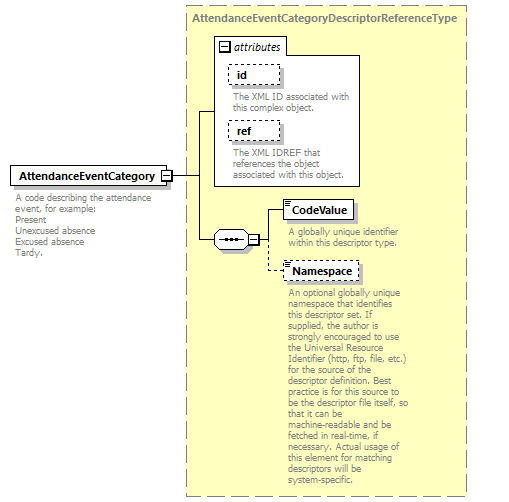 AttendanceEventCategoryDescriptorReferenceType
attributes
id
The XML ID associated with
this complex object.
ref
The XML IDREF that
references the object
associated with this object.
AttendanceEventCategory
A code describing the attendance
event, for example:
Present
Unexcused absence
Excused absence
Tardy.
CodeValue
A globally unique identifier
within this descriptor type.
Namespace
An optional globally unique
namespace that identifies
this descriptor set. If
supplied, the author is
strongly encouraged to use
the Universal Resource
Identifier (http, ftp, file, etc.)
for the source of the
descriptor definition. Best
practice is for this source to
be the descriptor file itself, so
that it can be
machine-readable and be
fetched in real-time, if
necessary. Actual usage of
this element for matching
descriptors will be
system-specific.